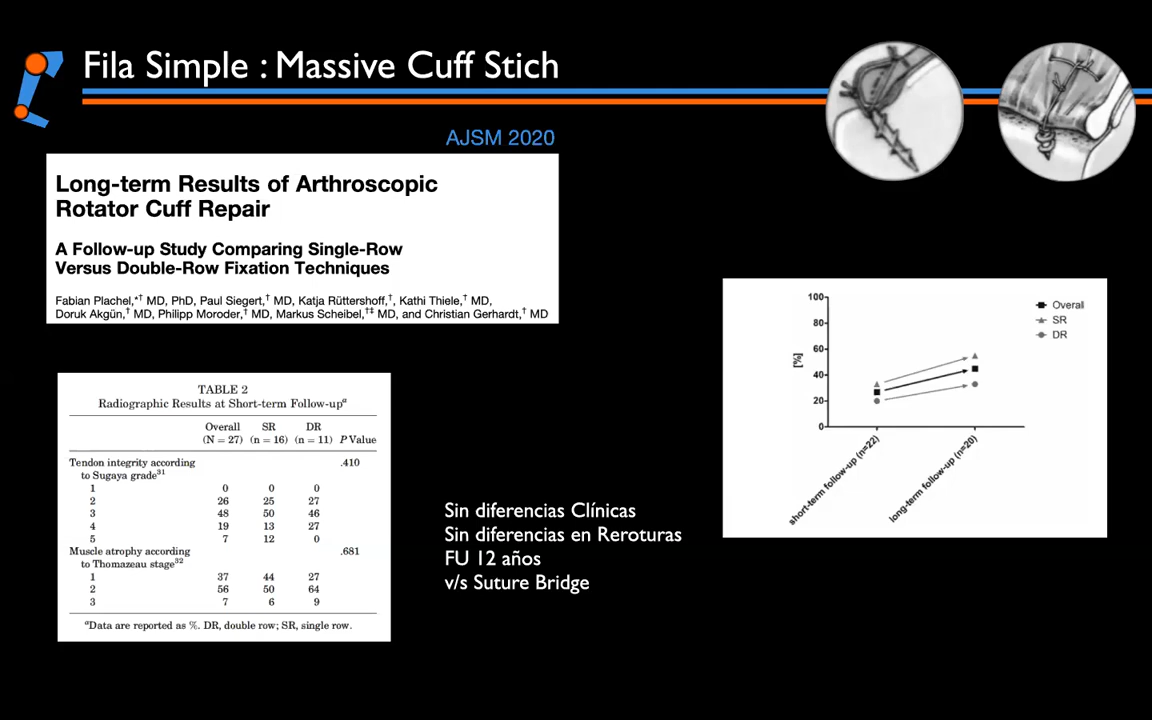 Fila Simple : Massive Cuff Stich
AJSM 2020
Long-term Results of Arthroscopic
Rotator Cuff Repair
A Follow-up Study Comparing Single-Row
Versus Double-Row Fixation Techniques
Fabian Plachel,*† MD, PhD, Paul Siegert,† MD, Katja Rüttershoff,†, Kathi Thiele,† MD,
Doruk Akgün,† MD, Philipp Moroder,† MD, Markus Scheibel,†‡ MD, and Christian Gerhardt,† MD
TABLE 2
Radiographic Results at Short-term Follow-upᵃ
Overall SR DR
(N = 27) (n = 16) (n = 11) P Value
Tendon integrity according .410
to Sugaya grade³¹
1 0 0 0
2 26 25 27
3 48 50 46
4 19 13 27
5 7 12 0
Muscle atrophy according .681
to Thomazeau stage³²
1 37 44 27
2 56 50 64
3 7 6 9
ᵃData are reported as %. DR, double row; SR, single row.
Sin diferencias Clínicas
Sin diferencias en Reroturas
FU 12 años
v/s Suture Bridge
100
80
60
40
20
0
[%]
short-term follow-up (n=22)
long-term follow-up (n=20)
Overall
SR
DR